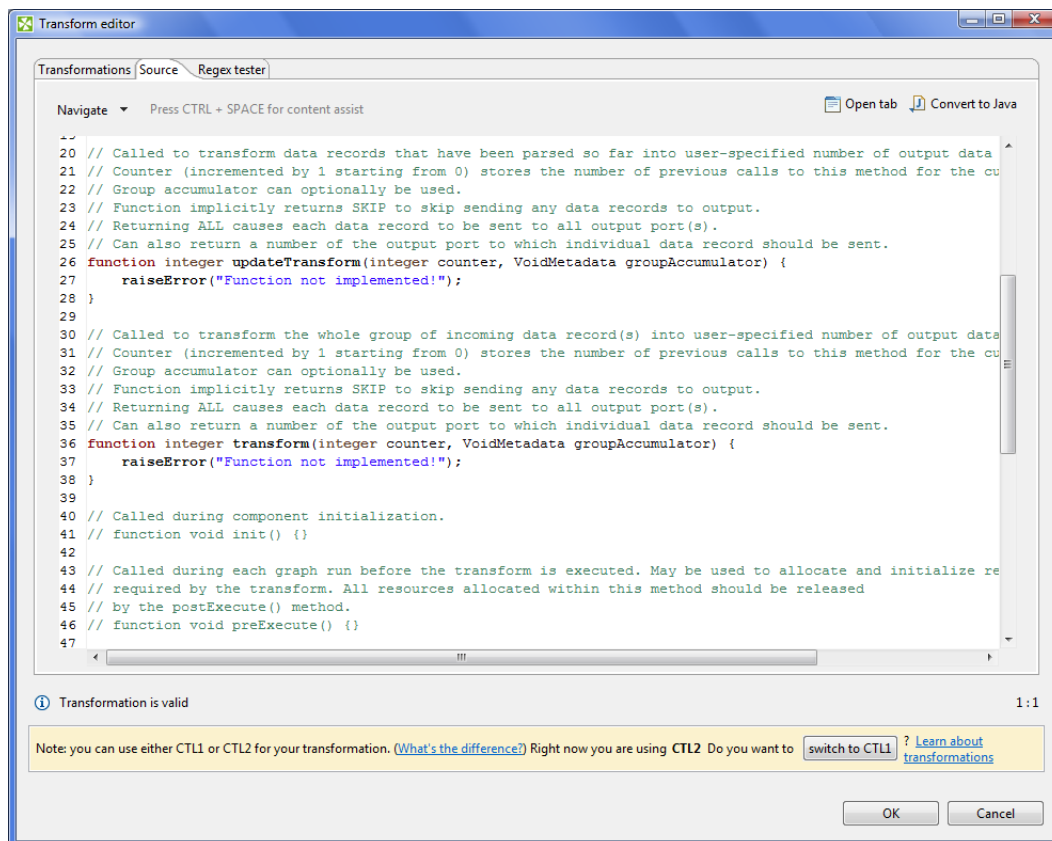 Transform editor
Transformations Source Regex tester
Navigate Press CTRL + SPACE for content assist Open tab Convert to Java
20 // Called to transform data records that have been parsed so far into user-specified number of output data
21 // Counter (incremented by 1 starting from 0) stores the number of previous calls to this method for the cu
22 // Group accumulator can optionally be used.
23 // Function implicitly returns SKIP to skip sending any data records to output.
24 // Returning ALL causes each data record to be sent to all output port(s).
25 // Can also return a number of the output port to which individual data record should be sent.
26 function integer updateTransform(integer counter, VoidMetadata groupAccumulator) {
27 raiseError("Function not implemented!");
28 }
29
30 // Called to transform the whole group of incoming data record(s) into user-specified number of output data
31 // Counter (incremented by 1 starting from 0) stores the number of previous calls to this method for the cu
32 // Group accumulator can optionally be used.
33 // Function implicitly returns SKIP to skip sending any data records to output.
34 // Returning ALL causes each data record to be sent to all output port(s).
35 // Can also return a number of the output port to which individual data record should be sent.
36 function integer transform(integer counter, VoidMetadata groupAccumulator) {
37 raiseError("Function not implemented!");
38 }
39
40 // Called during component initialization.
41 // function void init() {}
42
43 // Called during each graph run before the transform is executed. May be used to allocate and initialize re
44 // required by the transform. All resources allocated within this method should be released
45 // by the postExecute() method.
46 // function void preExecute() {}
47
Transformation is valid 1:1
Note: you can use either CTL1 or CTL2 for your transformation. (What's the difference?) Right now you are using CTL2 Do you want to switch to CTL1 ? Learn about
transformations
OK Cancel